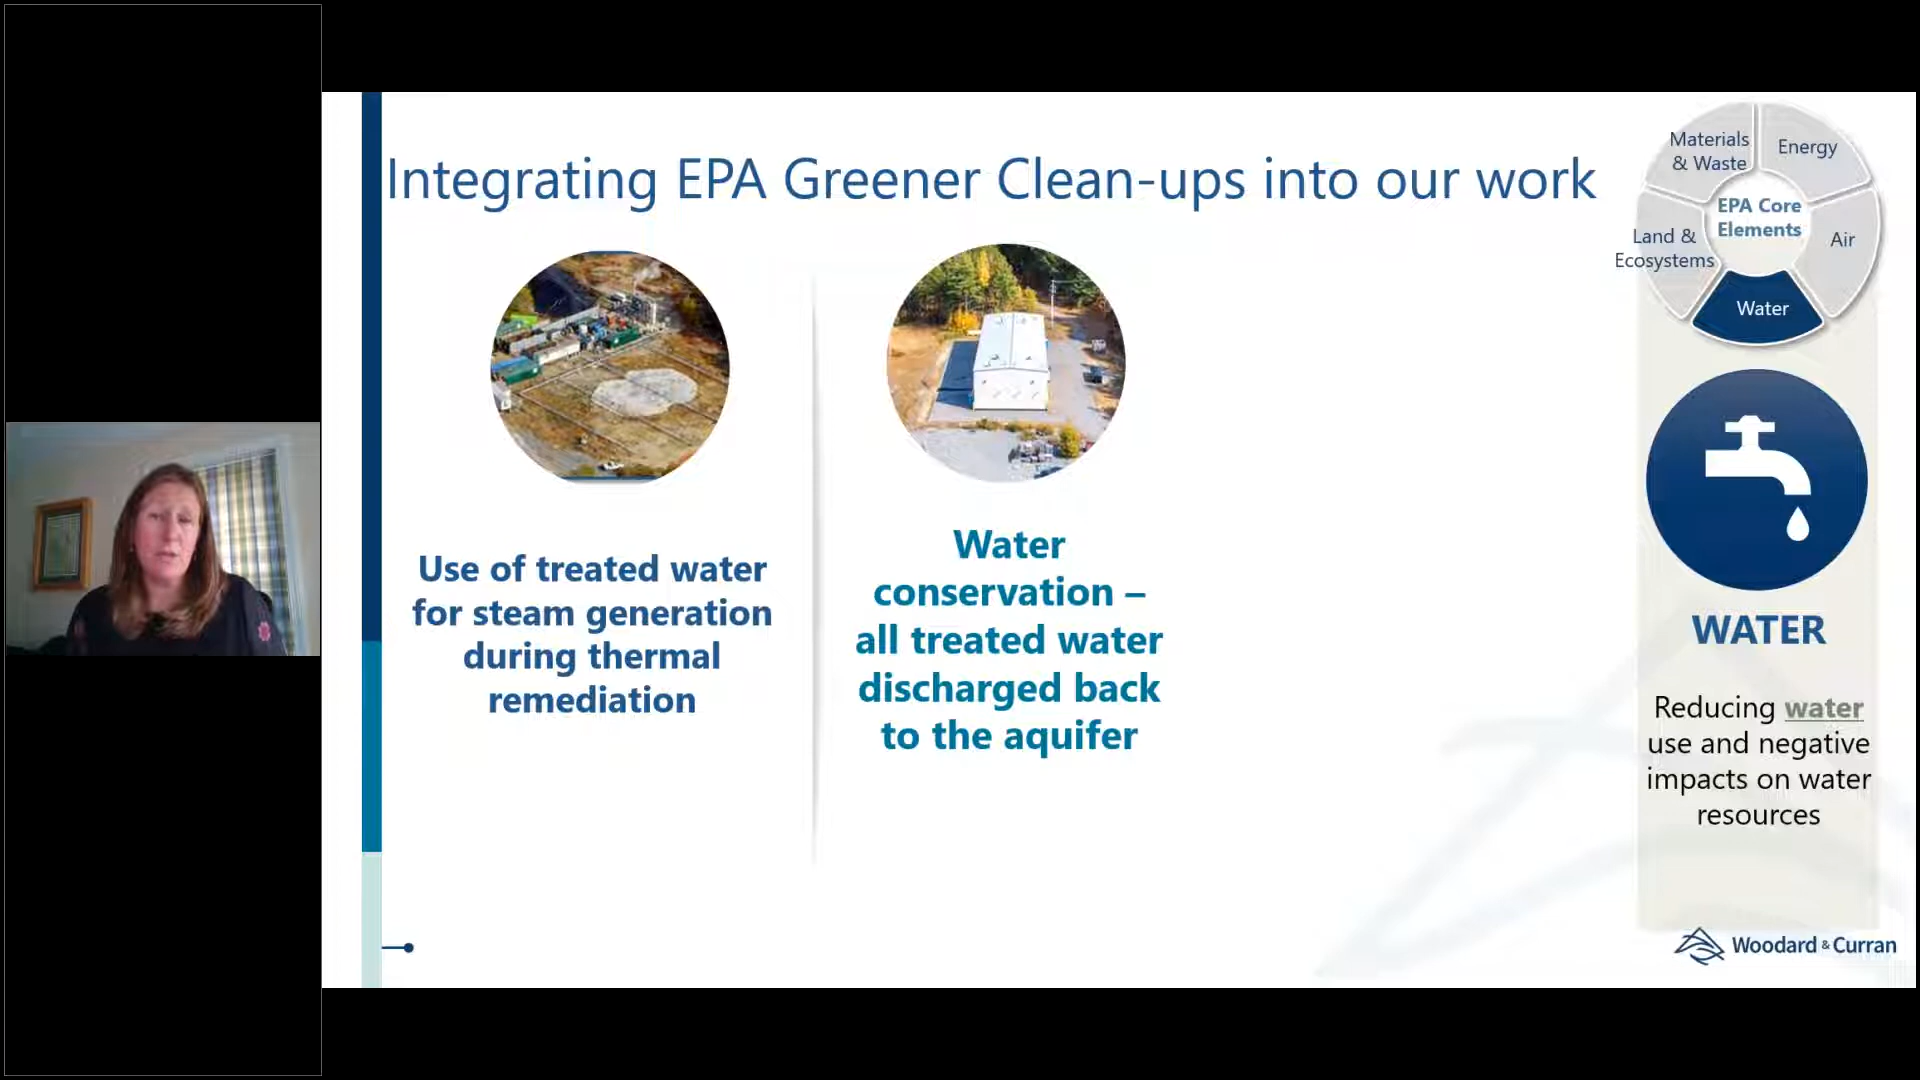 Integrating EPA Greener Clean-ups into our work
Use of treated water
for steam generation
during thermal
remediation
Water
conservation –
all treated water
discharged back
to the aquifer
Materials
& Waste
Energy
EPA Core
Elements
Land &
Ecosystems
Air
Water
WATER
Reducing water
use and negative
impacts on water
resources
Woodard & Curran